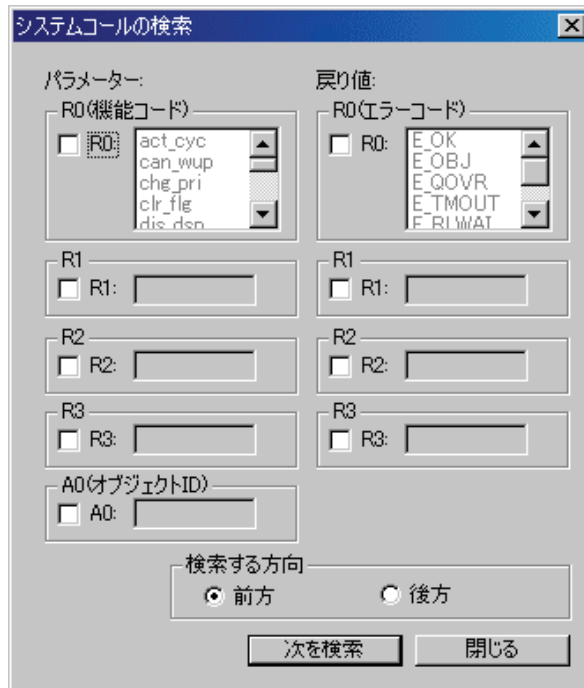 システムコールの検索
パラメーター:
R0(機能コード)
R0:
act_cyc
can_wup
chg_pri
clr_flg
dis_dsp
R1
R1:
R2
R2:
R3
R3:
A0(オブジェクトID)
A0:
戻り値:
R0(エラーコード)
R0:
E_OK
E_OBJ
E_QOVR
E_TMOUT
E_RLWAI
R1
R1:
R2
R2:
R3
R3:
検索する方向
前方
後方
次を検索
閉じる